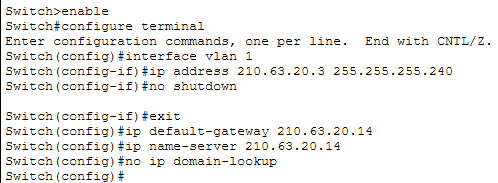 Switch>enable
Switch#configure terminal
Enter configuration commands, one per line.  End with CNTL/Z.
Switch(config)#interface vlan 1
Switch(config-if)#ip address 210.63.20.3 255.255.255.240
Switch(config-if)#no shutdown

Switch(config-if)#exit
Switch(config)#ip default-gateway 210.63.20.14
Switch(config)#ip name-server 210.63.20.14
Switch(config)#no ip domain-lookup
Switch(config)#